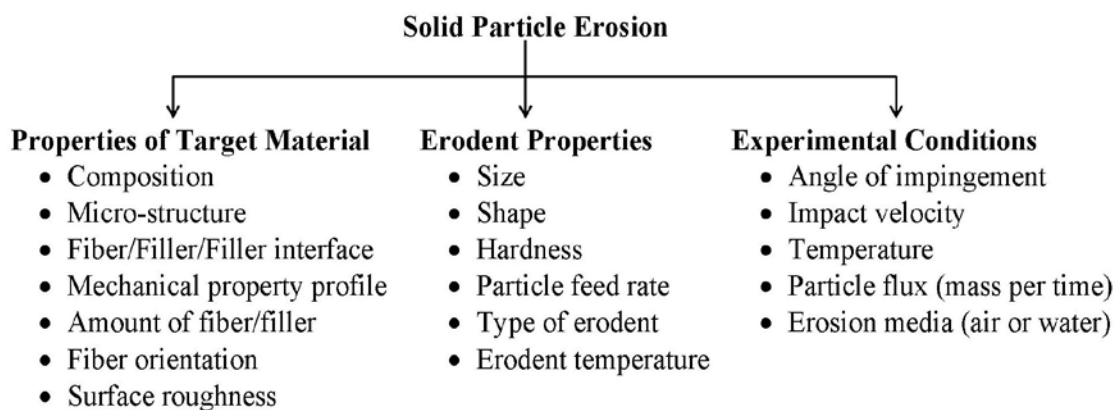 Solid Particle Erosion
Properties of Target Material
• Composition
• Micro-structure
• Fiber/Filler/Filler interface
• Mechanical property profile
• Amount of fiber/filler
• Fiber orientation
• Surface roughness
Erodent Properties
• Size
• Shape
• Hardness
• Particle feed rate
• Type of erodent
• Erodent temperature
Experimental Conditions
• Angle of impingement
• Impact velocity
• Temperature
• Particle flux (mass per time)
• Erosion media (air or water)